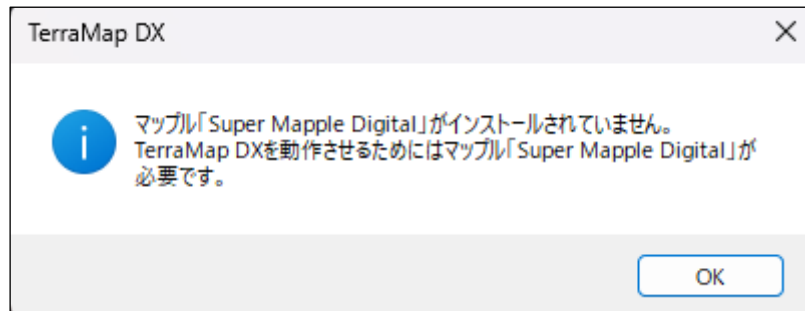 TerraMap DX
マップル「Super Mapple Digital」がインストールされていません。
TerraMap DXを動作させるためにはマップル「Super Mapple Digital」が
必要です。
OK